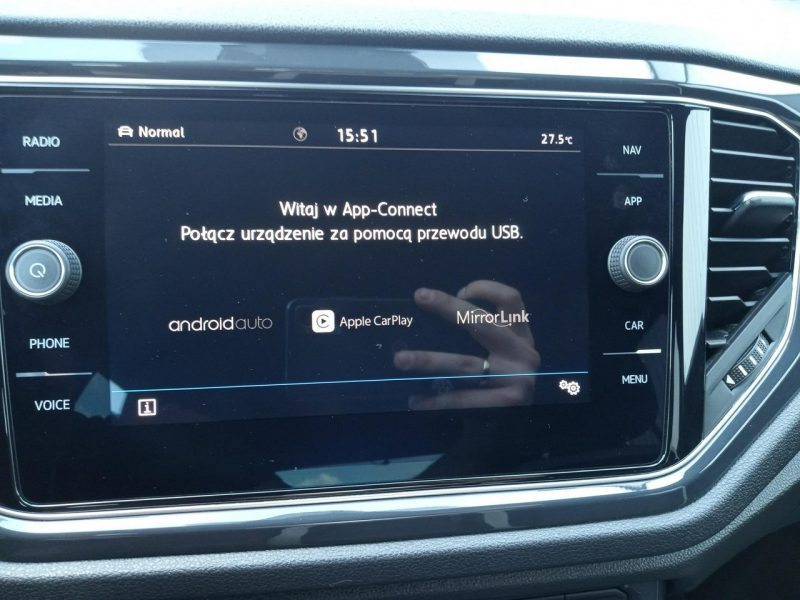 RADIO
MEDIA
PHONE
VOICE
Normal 15:51 27.5°C
Witaj w App-Connect
Połącz urządzenie za pomocą przewodu USB.
androidauto Apple CarPlay MirrorLink
i
NAV
APP
CAR
MENU